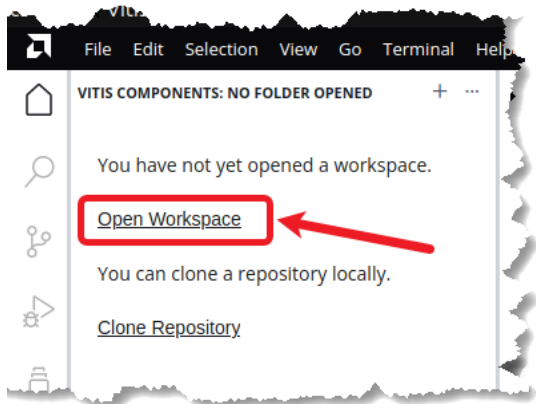 File Edit Selection View Go Terminal Help
VITIS COMPONENTS: NO FOLDER OPENED
You have not yet opened a workspace.
Open Workspace
You can clone a repository locally.
Clone Repository